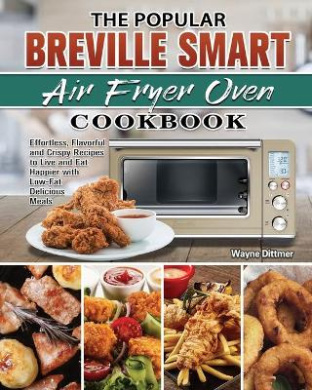 THE POPULAR
BREVILLE SMART
Air Fryer Oven
COOKBOOK
Effortless, Flavorful
and Crispy Recipes
to Live and Eat
Happier with
Low-Fat
Delicious
Meals
Wayne Dittmer